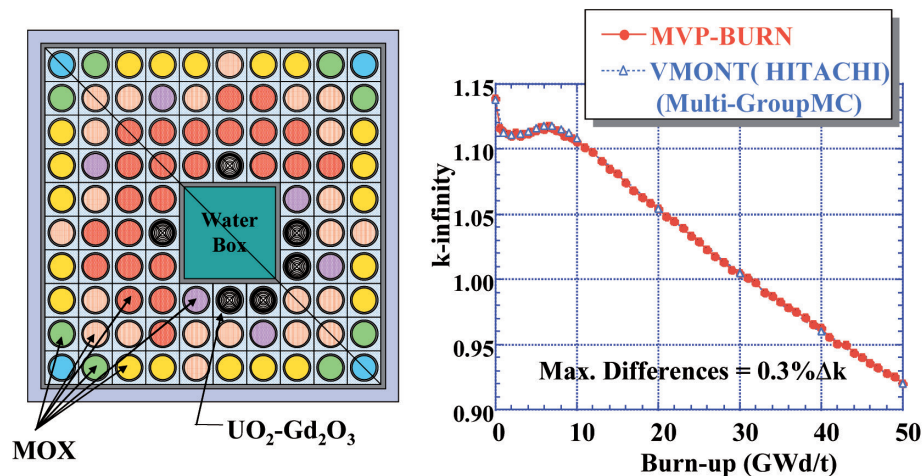 Water
Box
MOX
UO₂-Gd₂O₃
MVP-BURN
VMONT( HITACHI)
(Multi-GroupMC)
k-infinity
1.15
1.10
1.05
1.00
0.95
0.90
Max. Differences = 0.3%Δk
0 10 20 30 40 50
Burn-up (GWd/t)